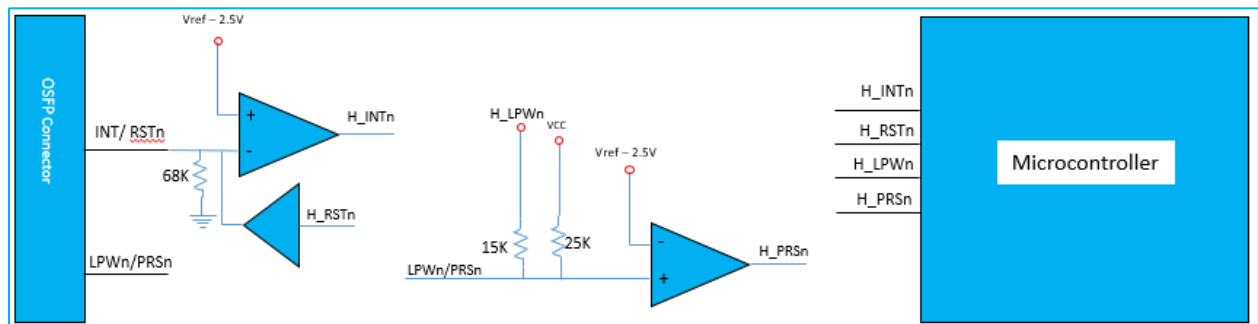 OSFP Connector
Vref – 2.5V
+
-
H_INTn
INT/ RSTn
68K
H_RSTn
LPWn/PRSn
H_LPWn
VCC
Vref – 2.5V
15K
25K
-
+
H_PRSn
LPWn/PRSn
H_INTn
H_RSTn
H_LPWn
H_PRSn
Microcontroller